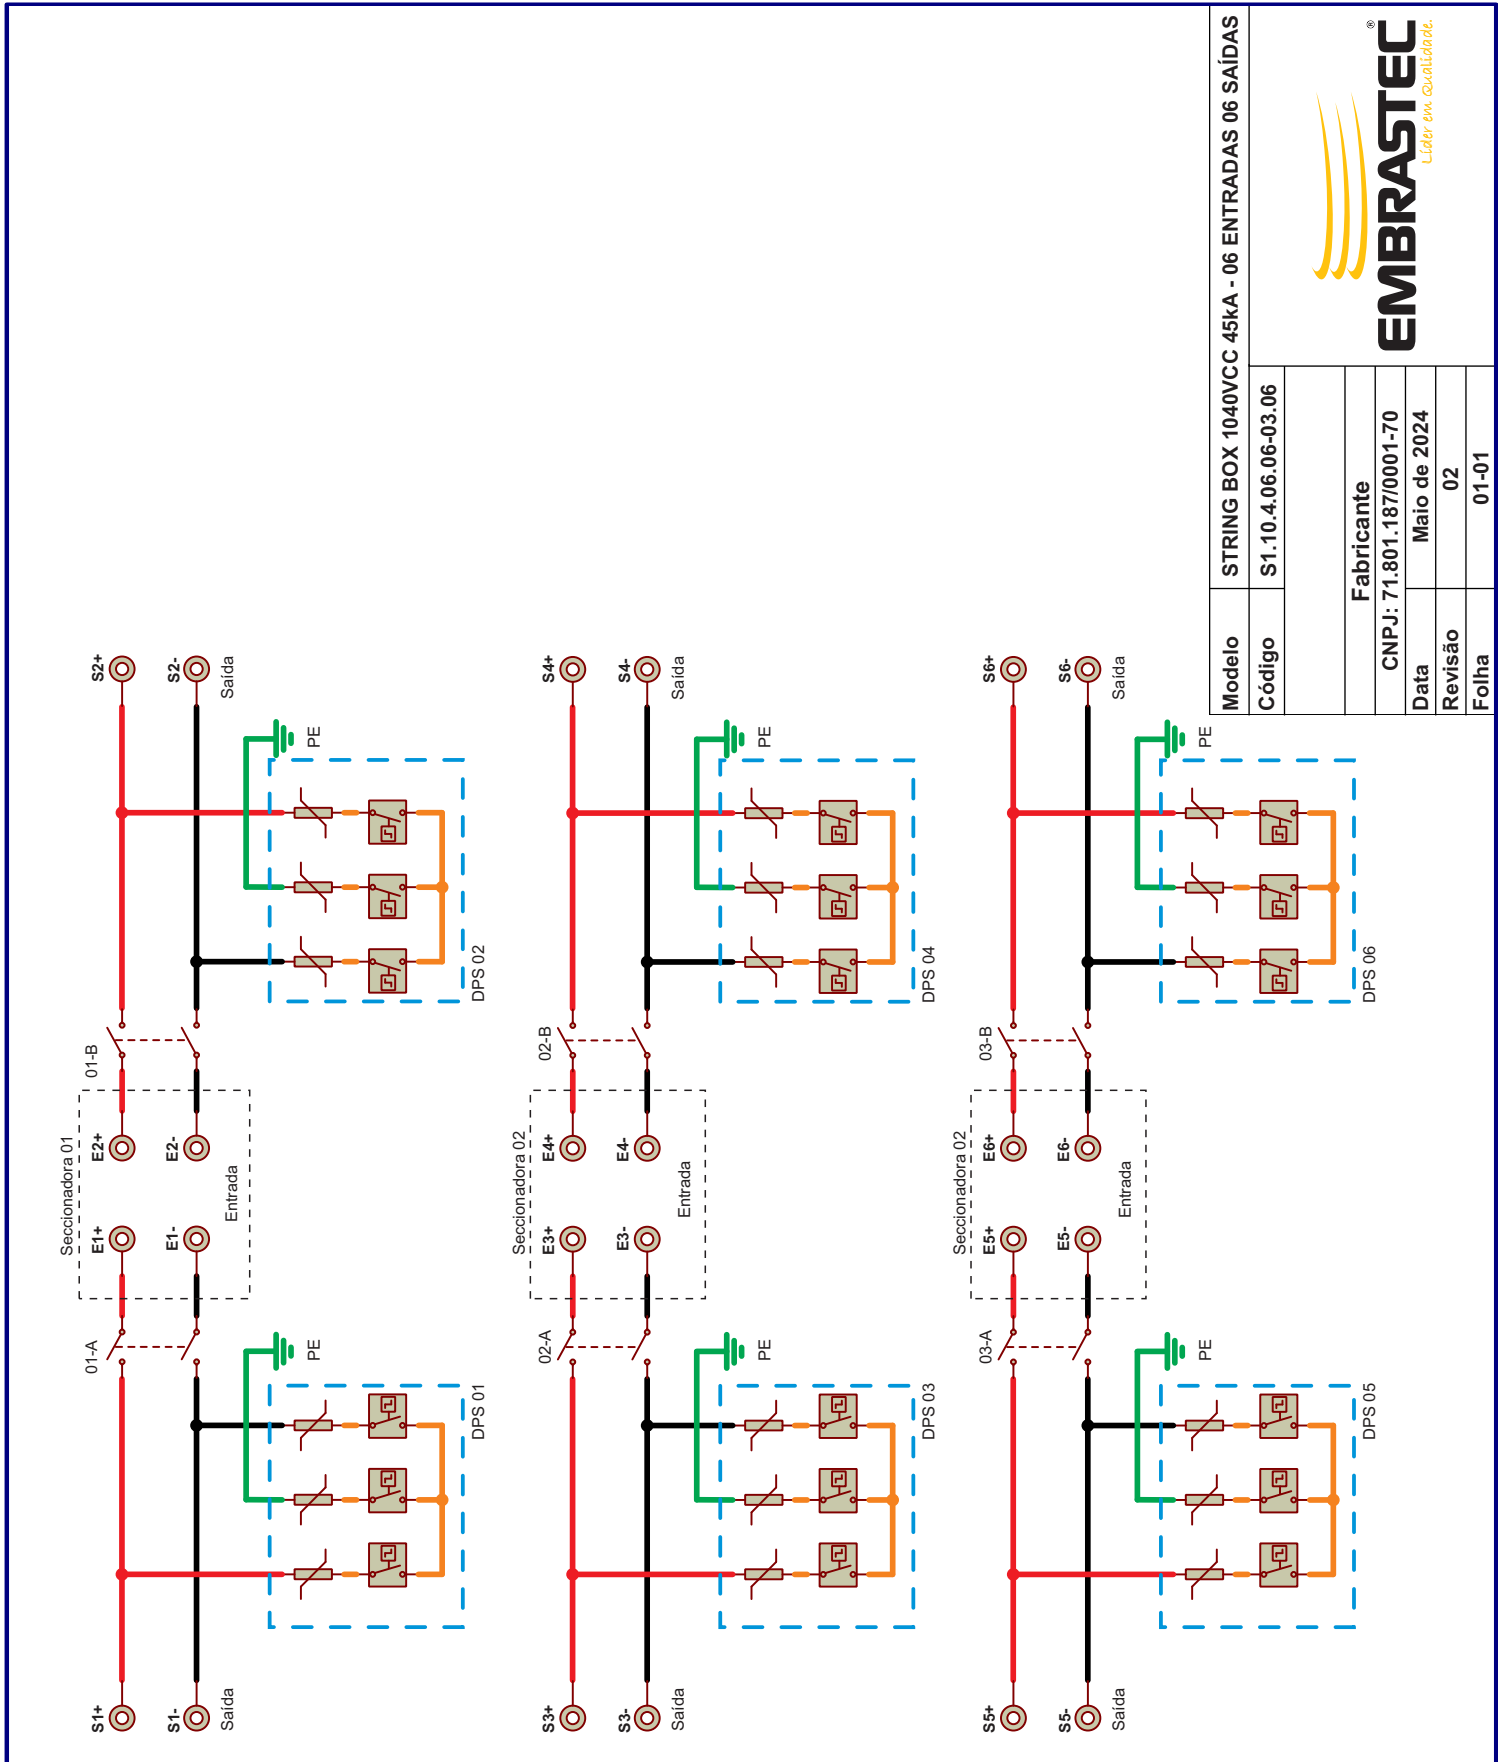 S1+
S1-
Saída
01-A
PE
DPS 01
Seccionadora 01
E1+
E1-
E2+
E2-
Entrada
01-B
PE
DPS 02
S2+
S2-
Saída
S3+
S3-
Saída
02-A
PE
DPS 03
Seccionadora 02
E3+
E3-
E4+
E4-
Entrada
02-B
PE
DPS 04
S4+
S4-
Saída
S5+
S5-
Saída
03-A
PE
DPS 05
Seccionadora 02
E5+
E5-
E6+
E6-
Entrada
03-B
PE
DPS 06
S6+
S6-
Saída
Modelo STRING BOX 1040VCC 45kA - 06 ENTRADAS 06 SAÍDAS
Código S1.10.4.06.06-03.06
Fabricante
CNPJ: 71.801.187/0001-70
Data Maio de 2024
Revisão 02
Folha 01-01
EMBRASTEC®
Líder em Qualidade.